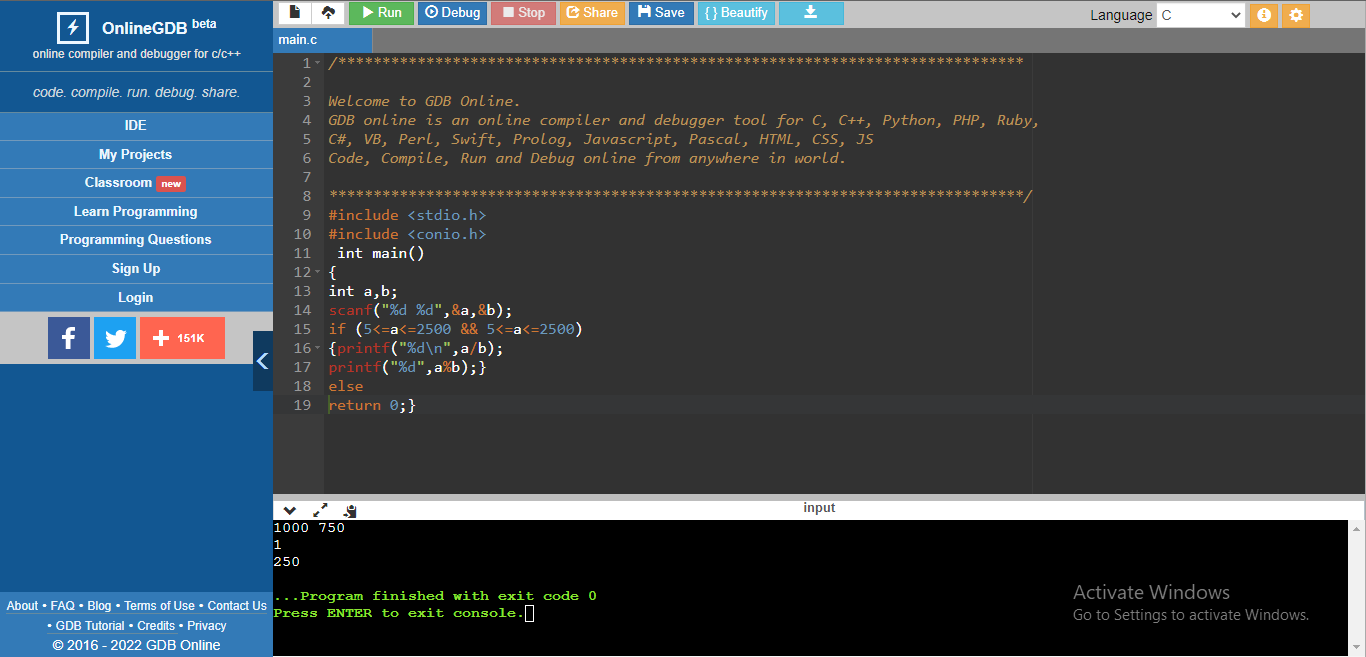 OnlineGDB beta
online compiler and debugger for c/c++
code. compile. run. debug. share.
IDE
My Projects
Classroom new
Learn Programming
Programming Questions
Sign Up
Login
f
+ 151K
About • FAQ • Blog • Terms of Use • Contact Us
• GDB Tutorial • Credits • Privacy
© 2016 - 2022 GDB Online
Run Debug Stop Share Save { } Beautify
Language C
main.c
1 /******************************************************************************
2
3 Welcome to GDB Online.
4 GDB online is an online compiler and debugger tool for C, C++, Python, PHP, Ruby,
5 C#, VB, Perl, Swift, Prolog, Javascript, Pascal, HTML, CSS, JS
6 Code, Compile, Run and Debug online from anywhere in world.
7
8 *******************************************************************************/
9 #include <stdio.h>
10 #include <conio.h>
11  int main()
12 {
13 int a,b;
14 scanf("%d %d",&a,&b);
15 if (5<=a<=2500 && 5<=a<=2500)
16 {printf("%d\n",a/b);
17 printf("%d",a%b);}
18 else
19 return 0;}
input
1000 750
1
250
...Program finished with exit code 0
Press ENTER to exit console.
Activate Windows
Go to Settings to activate Windows.